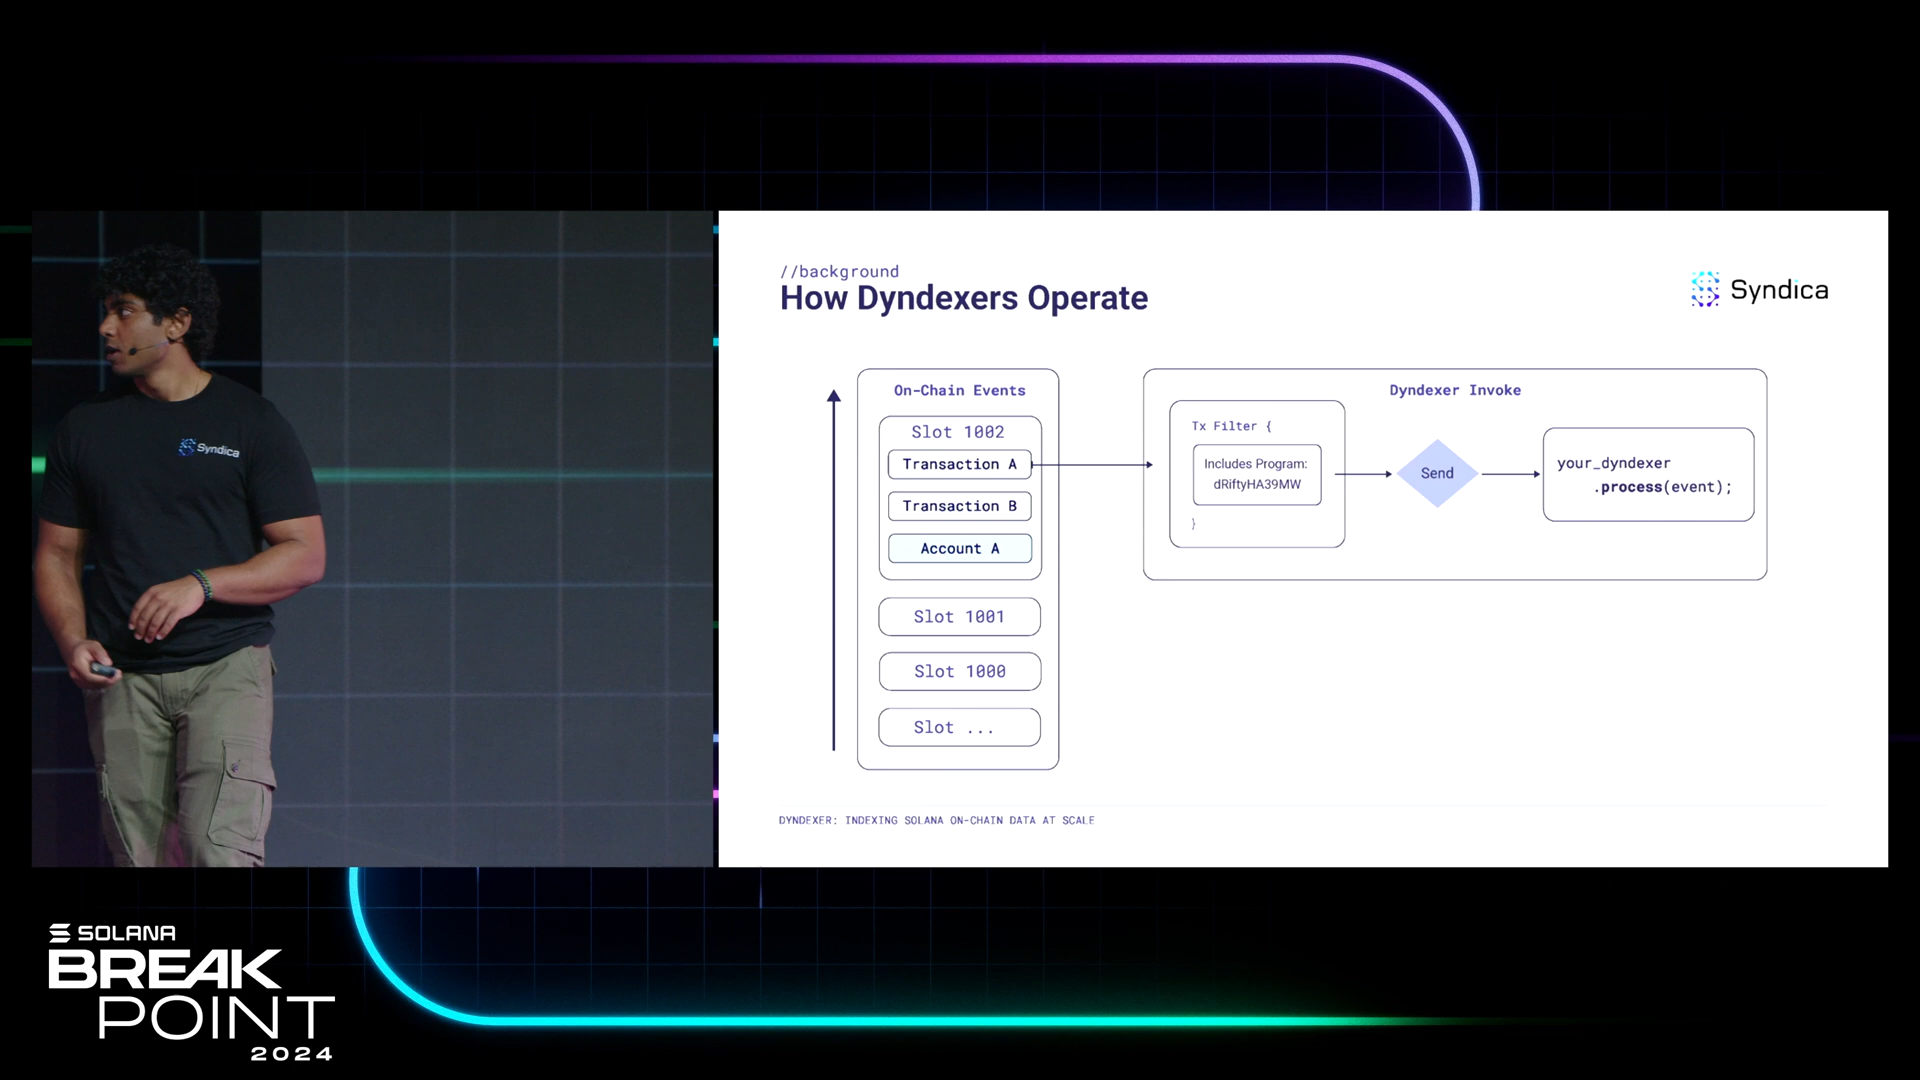 //background
How Dyndexers Operate
Syndica
On-Chain Events
Slot 1002
Transaction A
Transaction B
Account A
Slot 1001
Slot 1000
Slot ...
Dyndexer Invoke
Tx Filter {
Includes Program:
dRiftyHA39MW
}
Send
your_dyndexer
.process(event);
DYNDEXER: INDEXING SOLANA ON-CHAIN DATA AT SCALE
Syndica
SOLANA
BREAK
POINT
2024